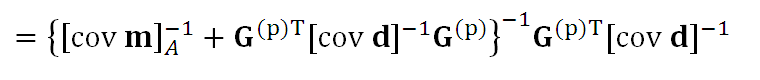 = {[cov 𝐦]_A^{-1} + 𝐆^{(p)T}[cov 𝐝]^{-1}𝐆^{(p)}}^{-1}𝐆^{(p)T}[cov 𝐝]^{-1}